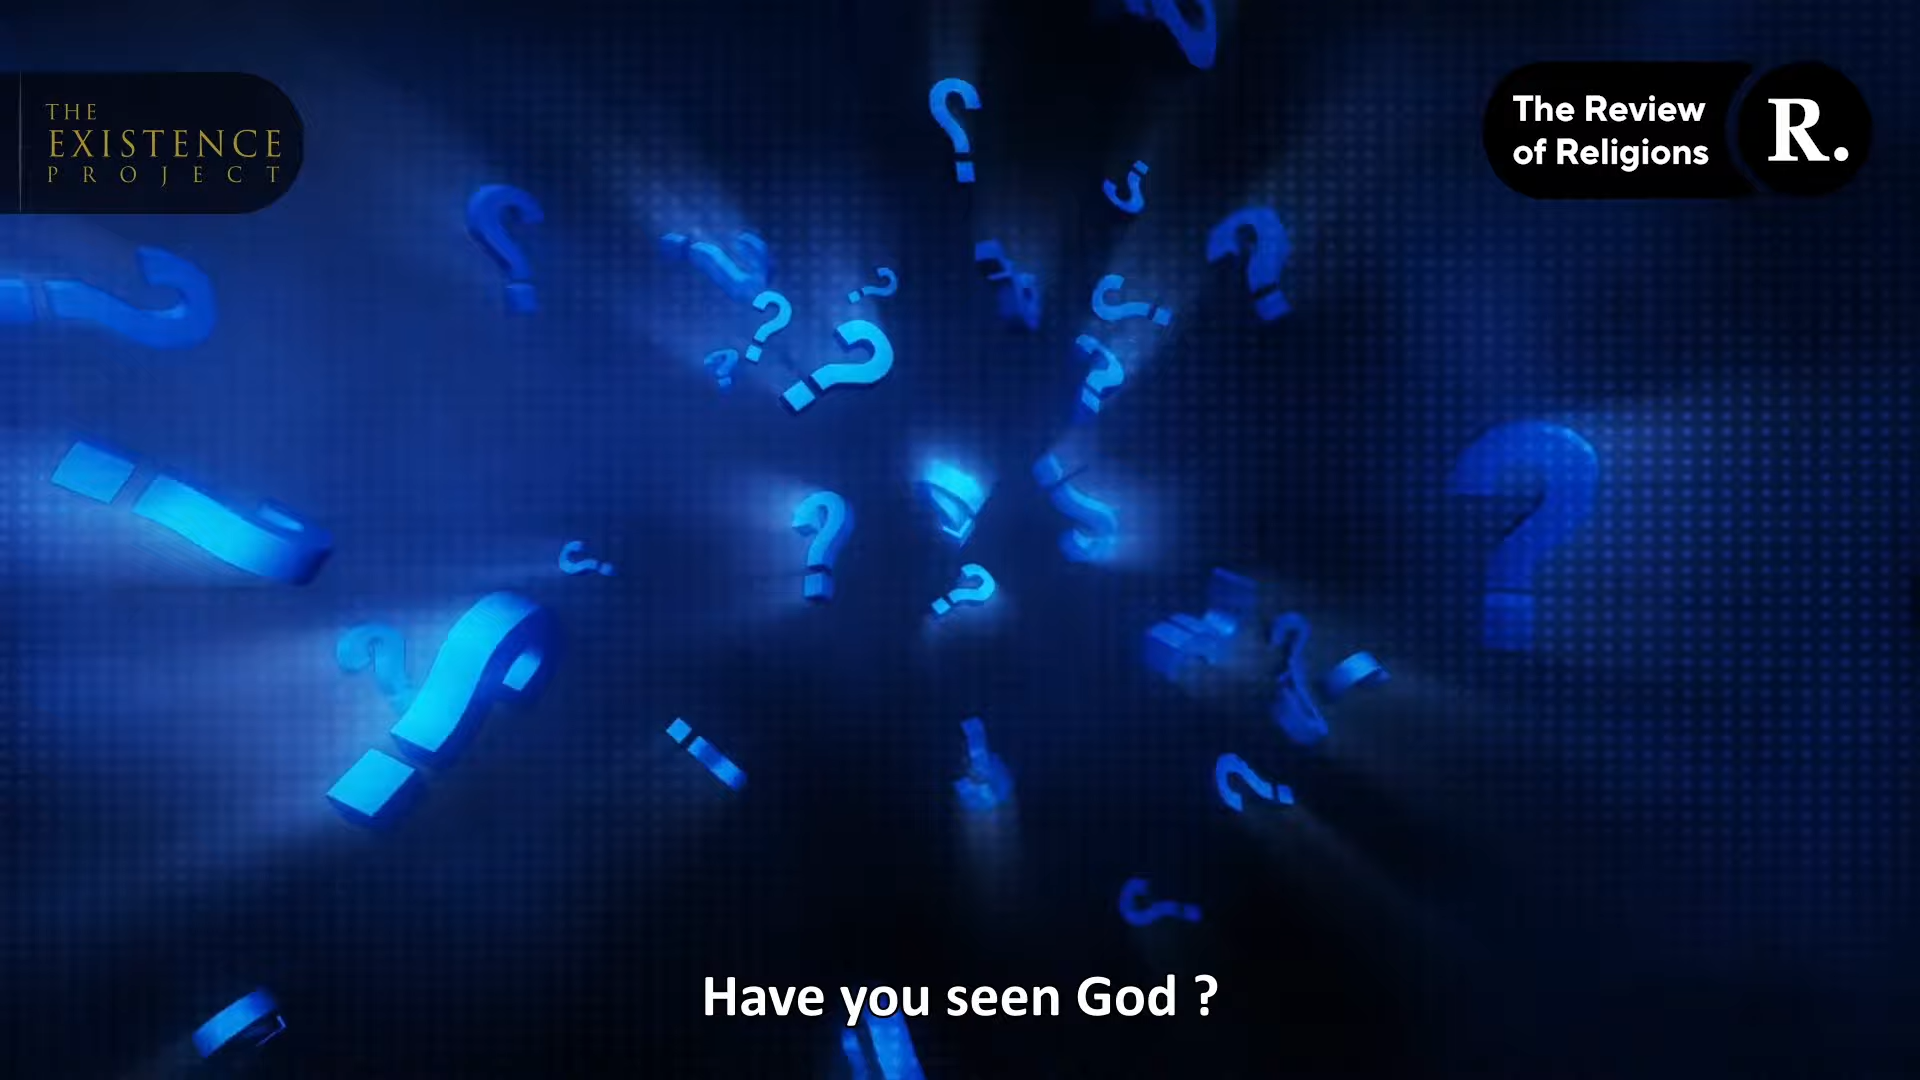 THE
EXISTENCE
PROJECT
The Review
of Religions
R.
Have you seen God ?